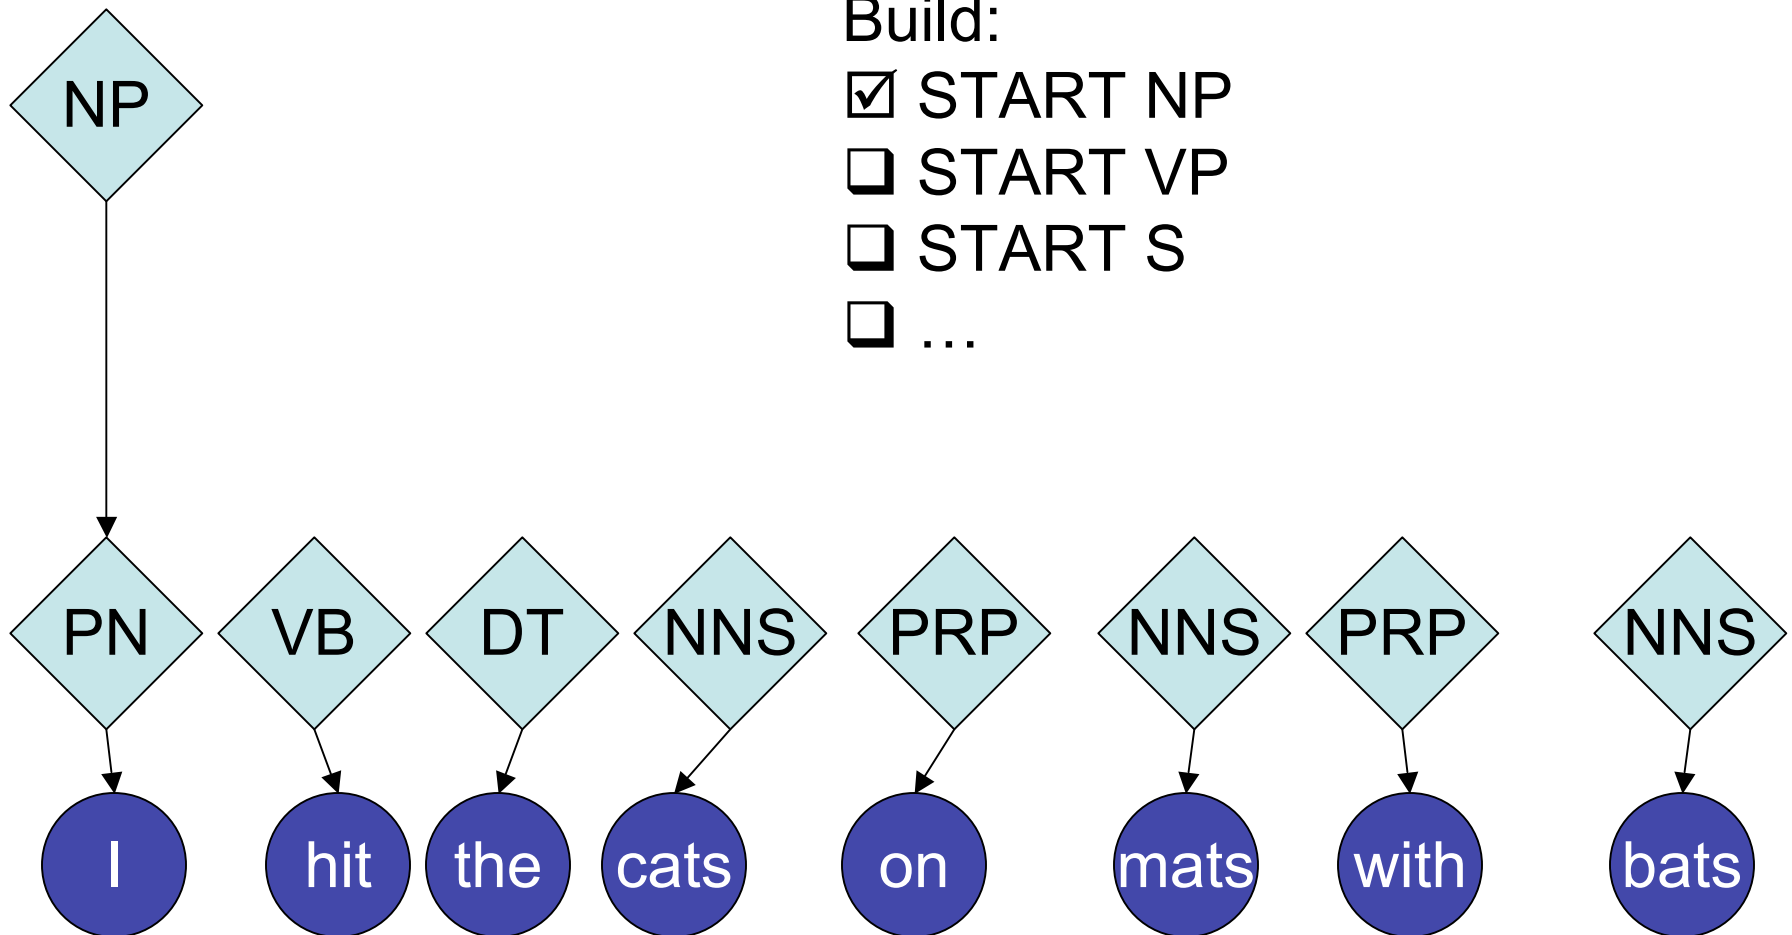 Build:
☑ START NP
❑ START VP
❑ START S
❑ …
NP
PN VB DT NNS PRP NNS PRP NNS
I hit the cats on mats with bats